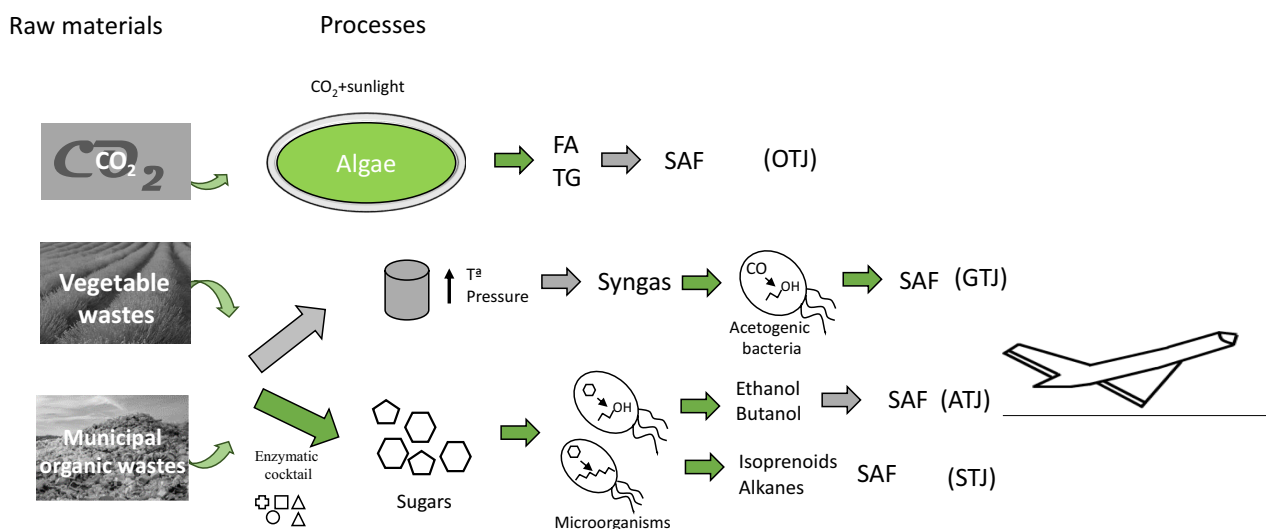 Raw materials
Processes
CO₂+sunlight
CO₂
CO₂
Algae
FA
TG
SAF
(OTJ)
Vegetable
wastes
Tª
Pressure
Syngas
CO
OH
Acetogenic
bacteria
SAF
(GTJ)
Municipal
organic wastes
Enzymatic
cocktail
Sugars
OH
Microorganisms
Ethanol
Butanol
SAF
(ATJ)
Isoprenoids
Alkanes
SAF
(STJ)